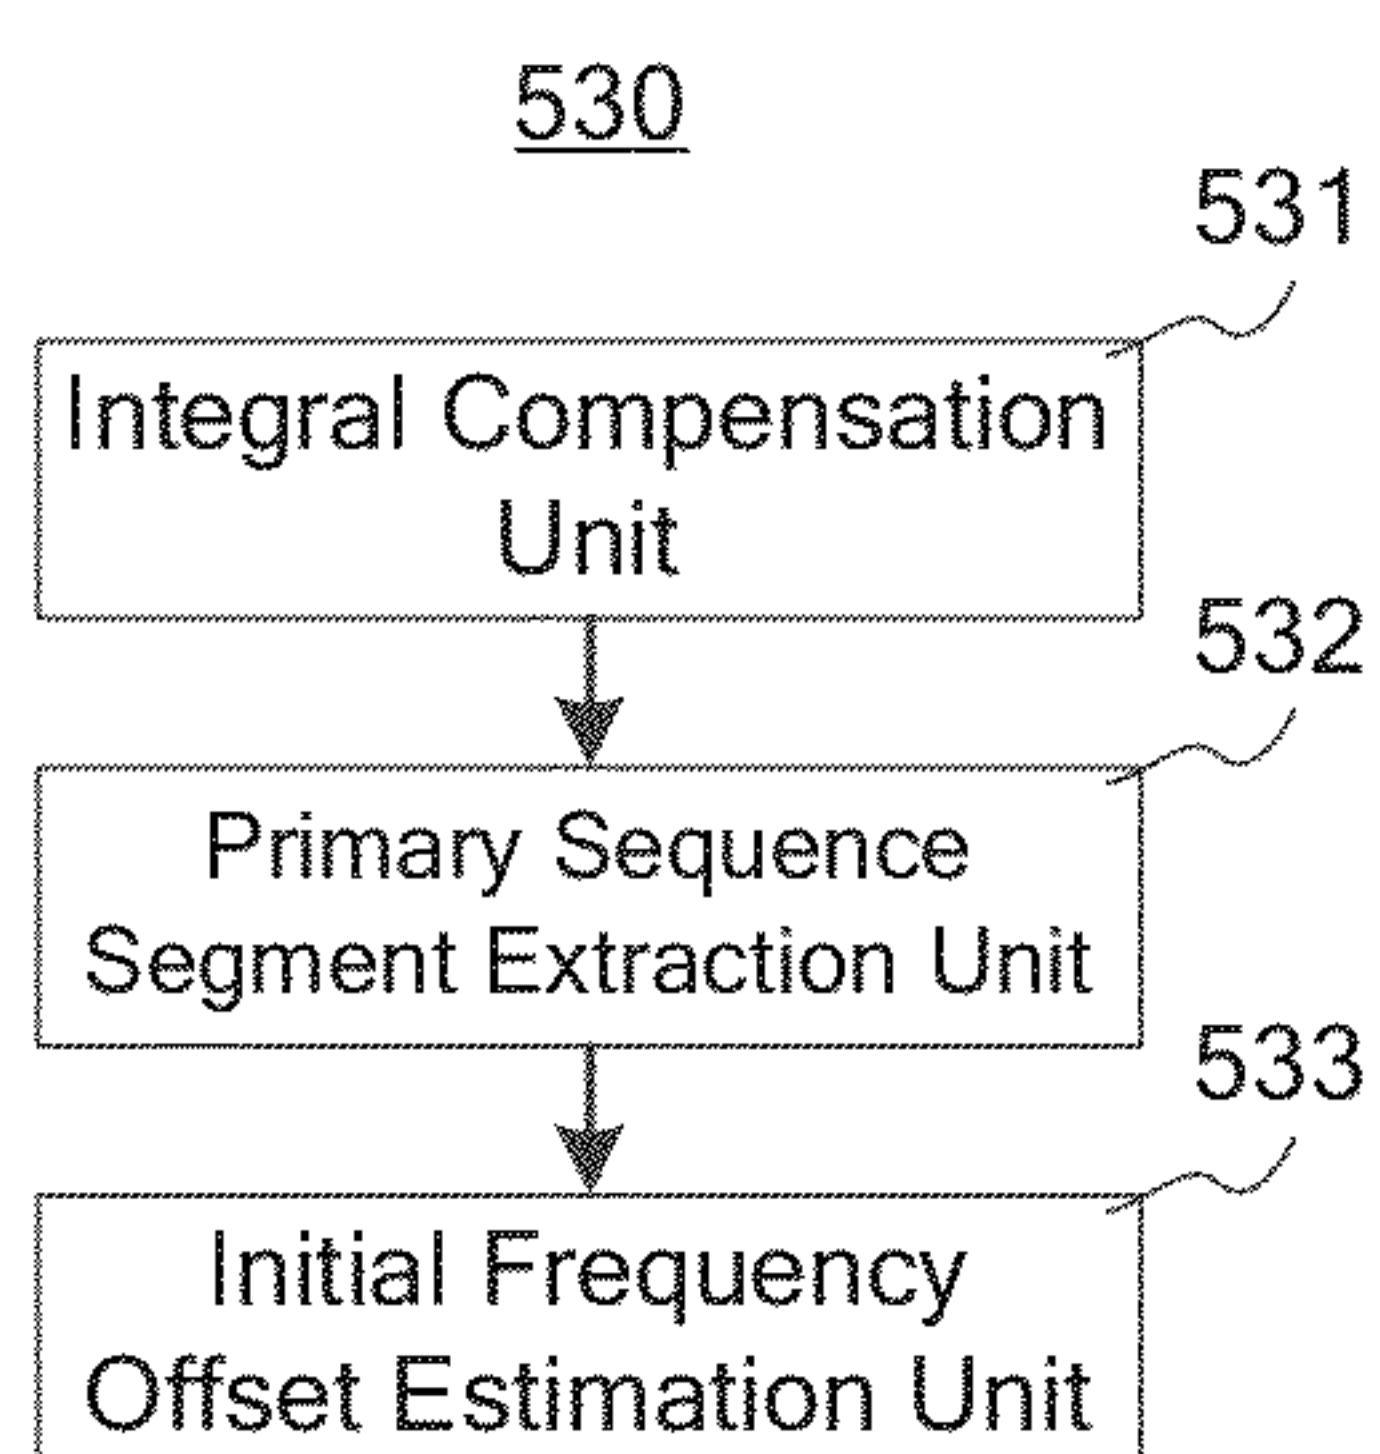 530
531
Integral Compensation
Unit
532
Primary Sequence
Segment Extraction Unit
533
Initial Frequency
Offset Estimation Unit